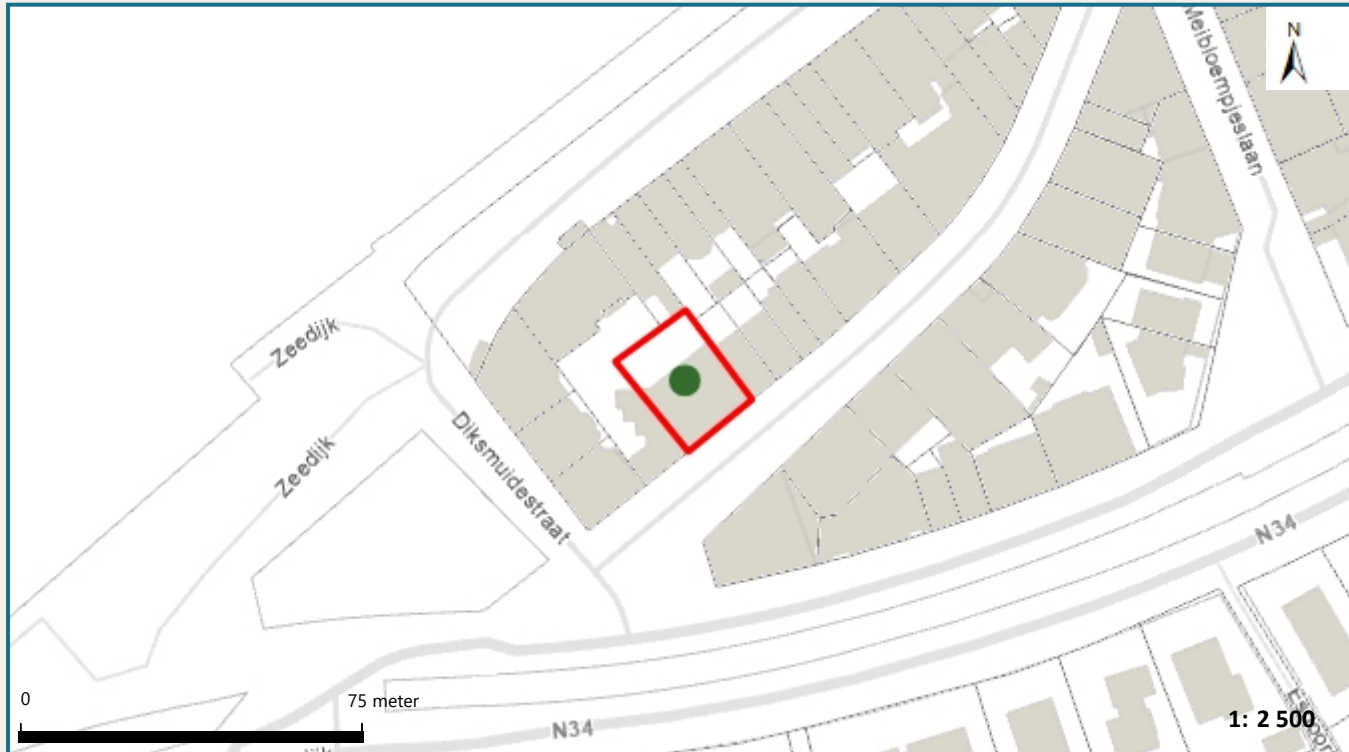 N
Meibloempjeslaan
Zeedijk
Zeedijk
Diksmuidestraat
N34
0
75 meter
N34
1: 2 500